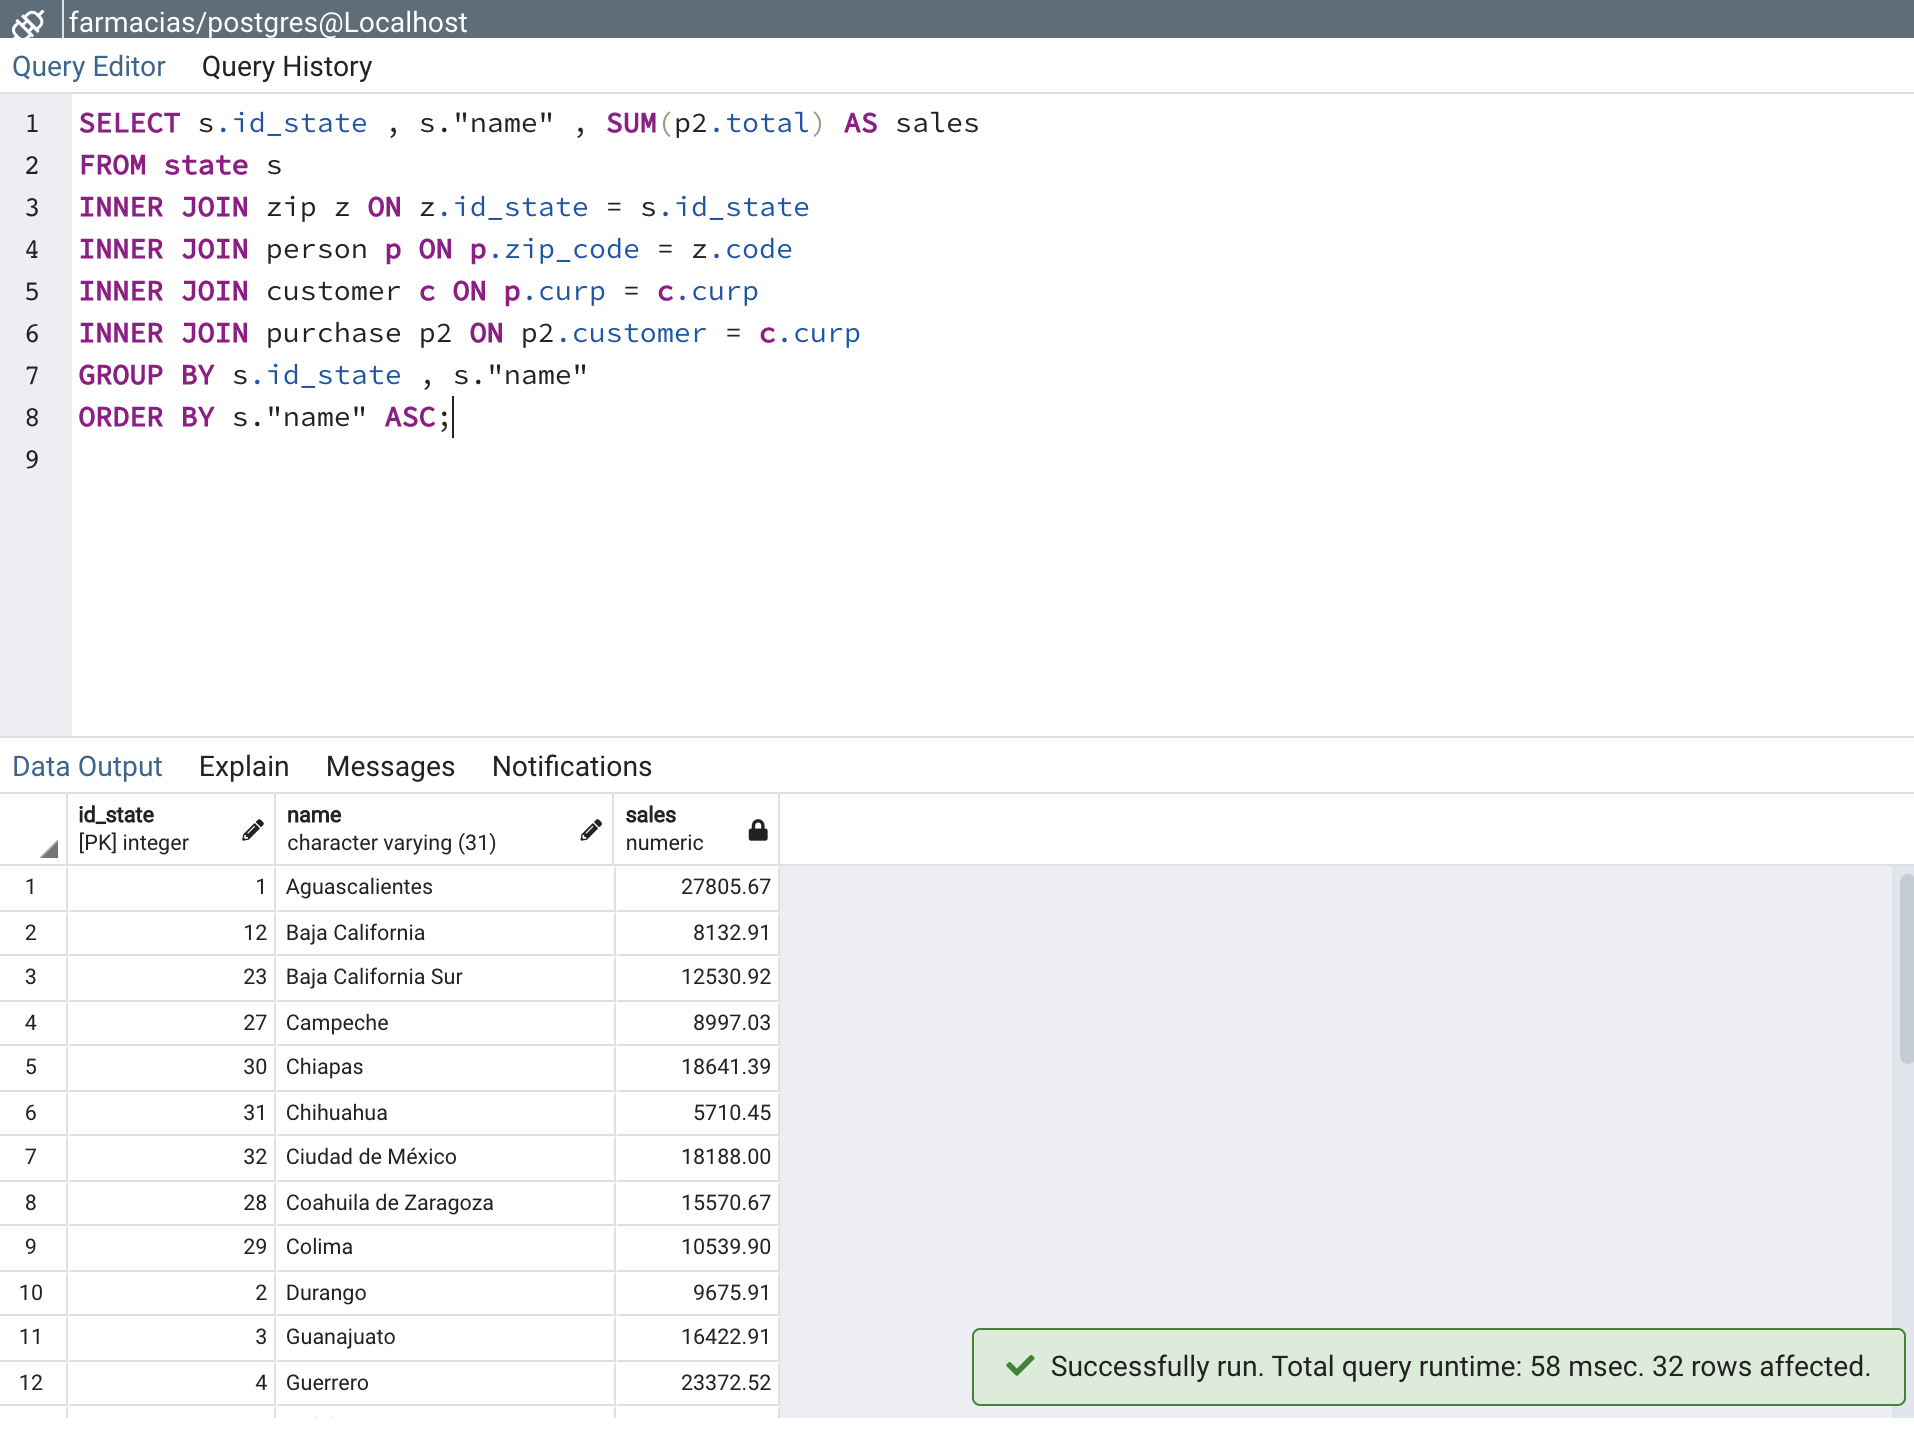 farmacias/postgres@Localhost
Query Editor Query History
1 SELECT s.id_state , s."name" , SUM(p2.total) AS sales
2 FROM state s
3 INNER JOIN zip z ON z.id_state = s.id_state
4 INNER JOIN person p ON p.zip_code = z.code
5 INNER JOIN customer c ON p.curp = c.curp
6 INNER JOIN purchase p2 ON p2.customer = c.curp
7 GROUP BY s.id_state , s."name"
8 ORDER BY s."name" ASC;
9
Data Output Explain Messages Notifications
id_state name sales
[PK] integer character varying (31) numeric
1 1 Aguascalientes 27805.67
2 12 Baja California 8132.91
3 23 Baja California Sur 12530.92
4 27 Campeche 8997.03
5 30 Chiapas 18641.39
6 31 Chihuahua 5710.45
7 32 Ciudad de México 18188.00
8 28 Coahuila de Zaragoza 15570.67
9 29 Colima 10539.90
10 2 Durango 9675.91
11 3 Guanajuato 16422.91
12 4 Guerrero 23372.52
Successfully run. Total query runtime: 58 msec. 32 rows affected.